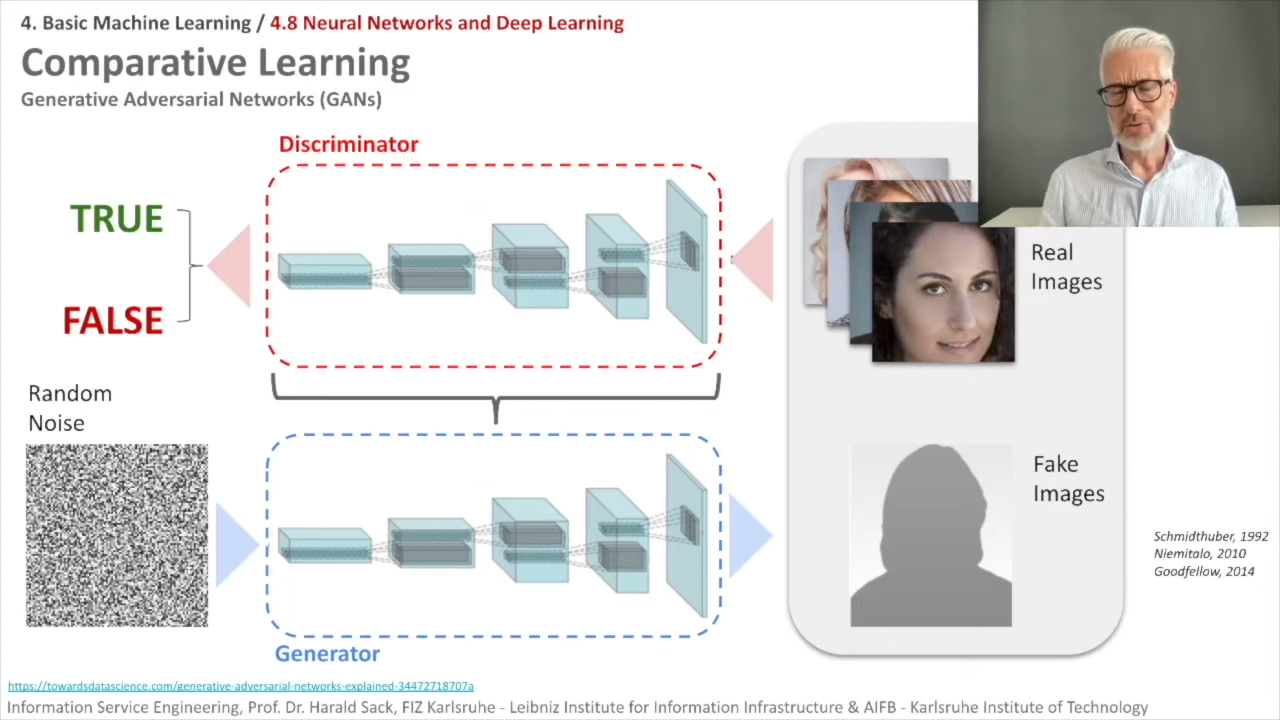 4. Basic Machine Learning / 4.8 Neural Networks and Deep Learning
Comparative Learning
Generative Adversarial Networks (GANs)
Discriminator
TRUE
FALSE
Real
Images
Random
Noise
Fake
Images
Schmidthuber, 1992
Niemitalo, 2010
Goodfellow, 2014
Generator
https://towardsdatascience.com/generative-adversarial-networks-explained-34472718707a
Information Service Engineering, Prof. Dr. Harald Sack, FIZ Karlsruhe - Leibniz Institute for Information Infrastructure & AIFB - Karlsruhe Institute of Technology